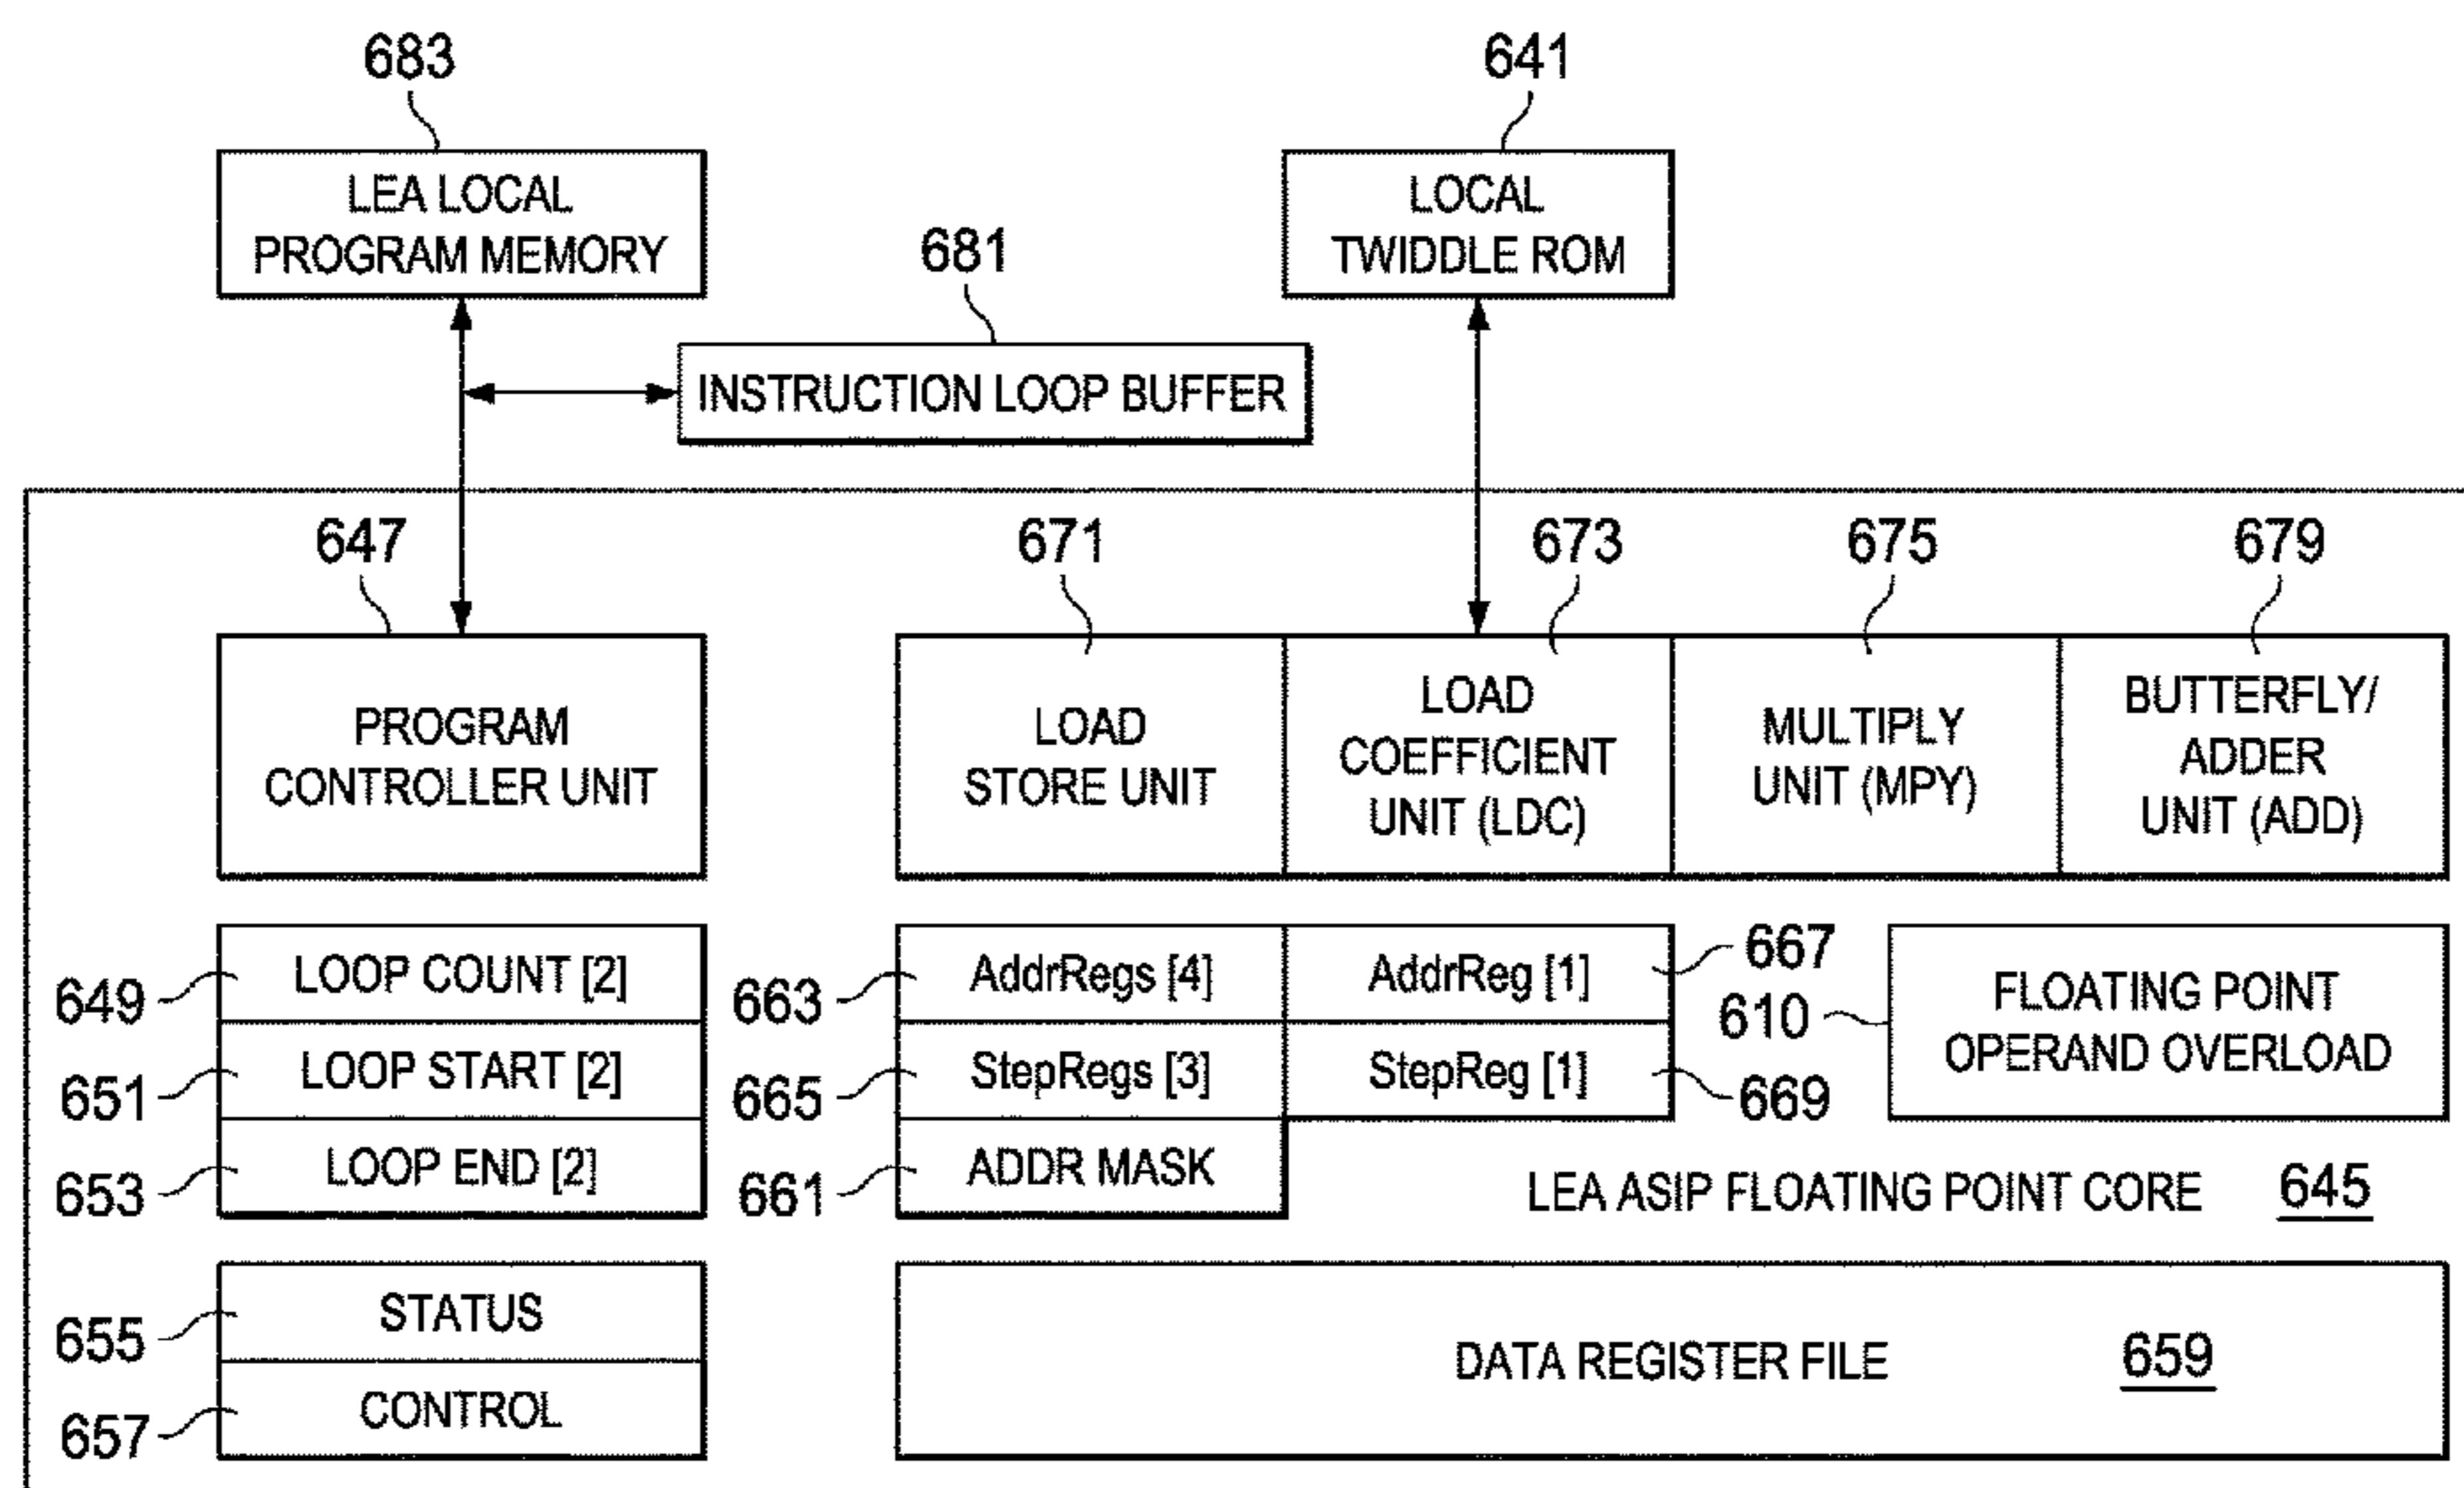 683
641
LEA LOCAL
PROGRAM MEMORY
LOCAL
TWIDDLE ROM
681
INSTRUCTION LOOP BUFFER
647
671
673
675
679
PROGRAM
CONTROLLER UNIT
LOAD
STORE UNIT
LOAD
COEFFICIENT
UNIT (LDC)
MULTIPLY
UNIT (MPY)
BUTTERFLY/
ADDER
UNIT (ADD)
649
LOOP COUNT [2]
651
LOOP START [2]
653
LOOP END [2]
663
AddrRegs [4]
AddrReg [1]
667
665
StepRegs [3]
StepReg [1]
669
661
ADDR MASK
610
FLOATING POINT
OPERAND OVERLOAD
LEA ASIP FLOATING POINT CORE 645
655
STATUS
657
CONTROL
DATA REGISTER FILE 659